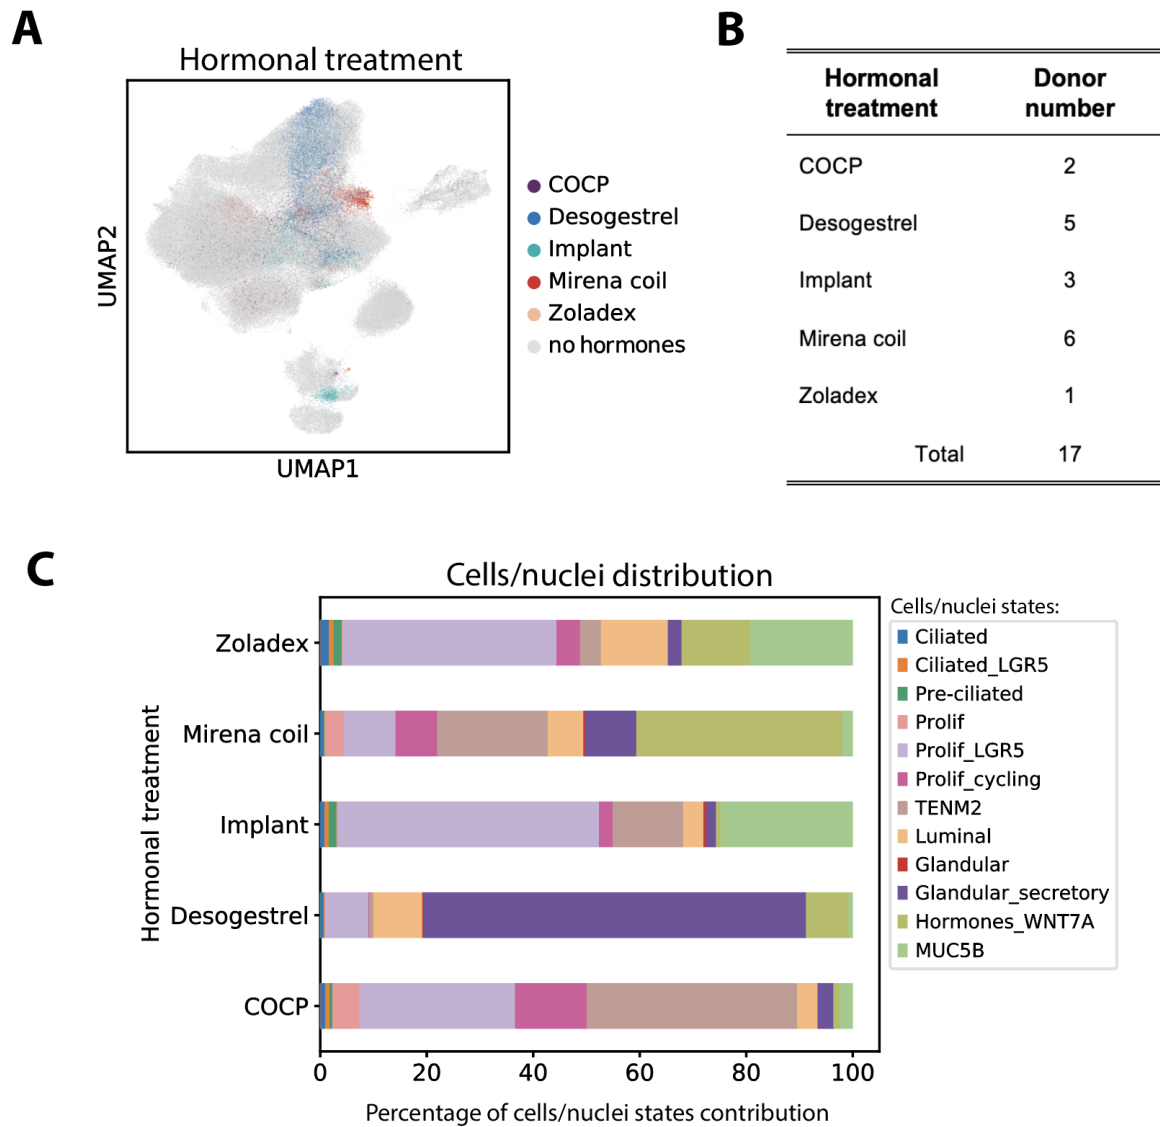 A
Hormonal treatment
UMAP2
UMAP1
COCP
Desogestrel
Implant
Mirena coil
Zoladex
no hormones
B
Hormonal treatment
Donor number
COCP 2
Desogestrel 5
Implant 3
Mirena coil 6
Zoladex 1
Total 17
C
Cells/nuclei distribution
Hormonal treatment
Zoladex
Mirena coil
Implant
Desogestrel
COCP
0 20 40 60 80 100
Percentage of cells/nuclei states contribution
Cells/nuclei states:
Ciliated
Ciliated_LGR5
Pre-ciliated
Prolif
Prolif_LGR5
Prolif_cycling
TENM2
Luminal
Glandular
Glandular_secretory
Hormones_WNT7A
MUC5B